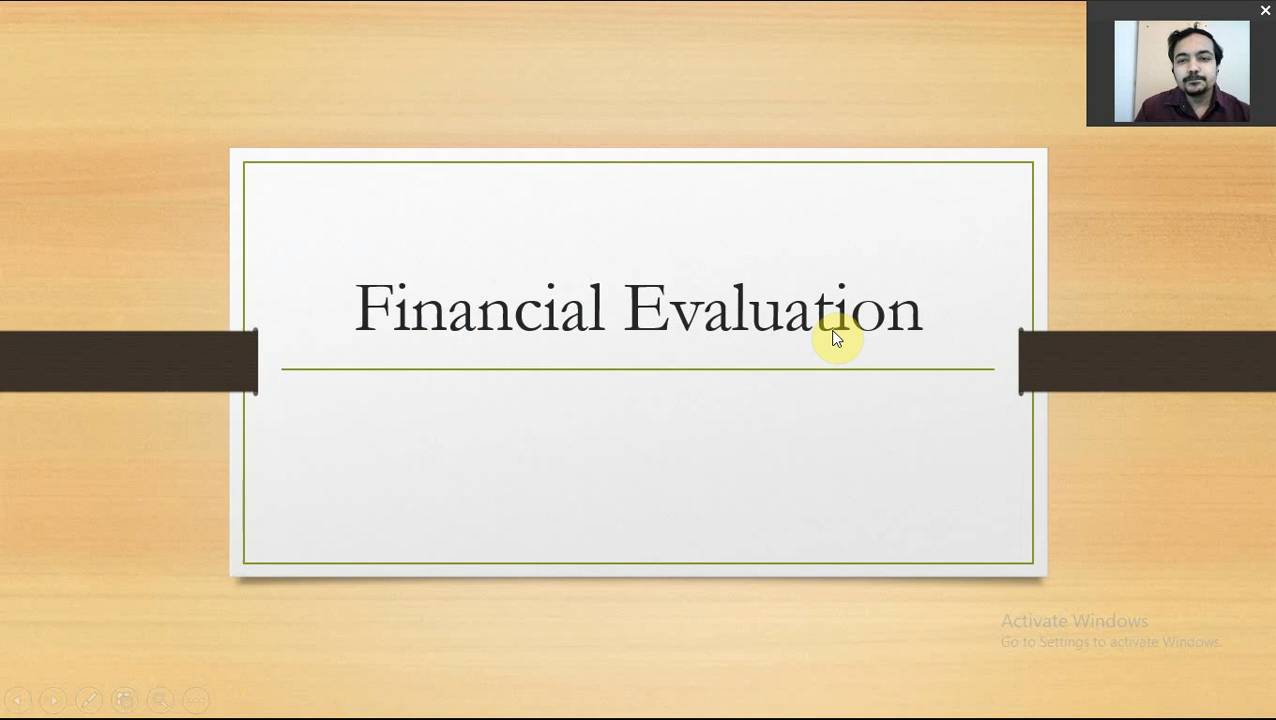 Financial Evaluation
Activate Windows
Go to Settings to activate Windows.